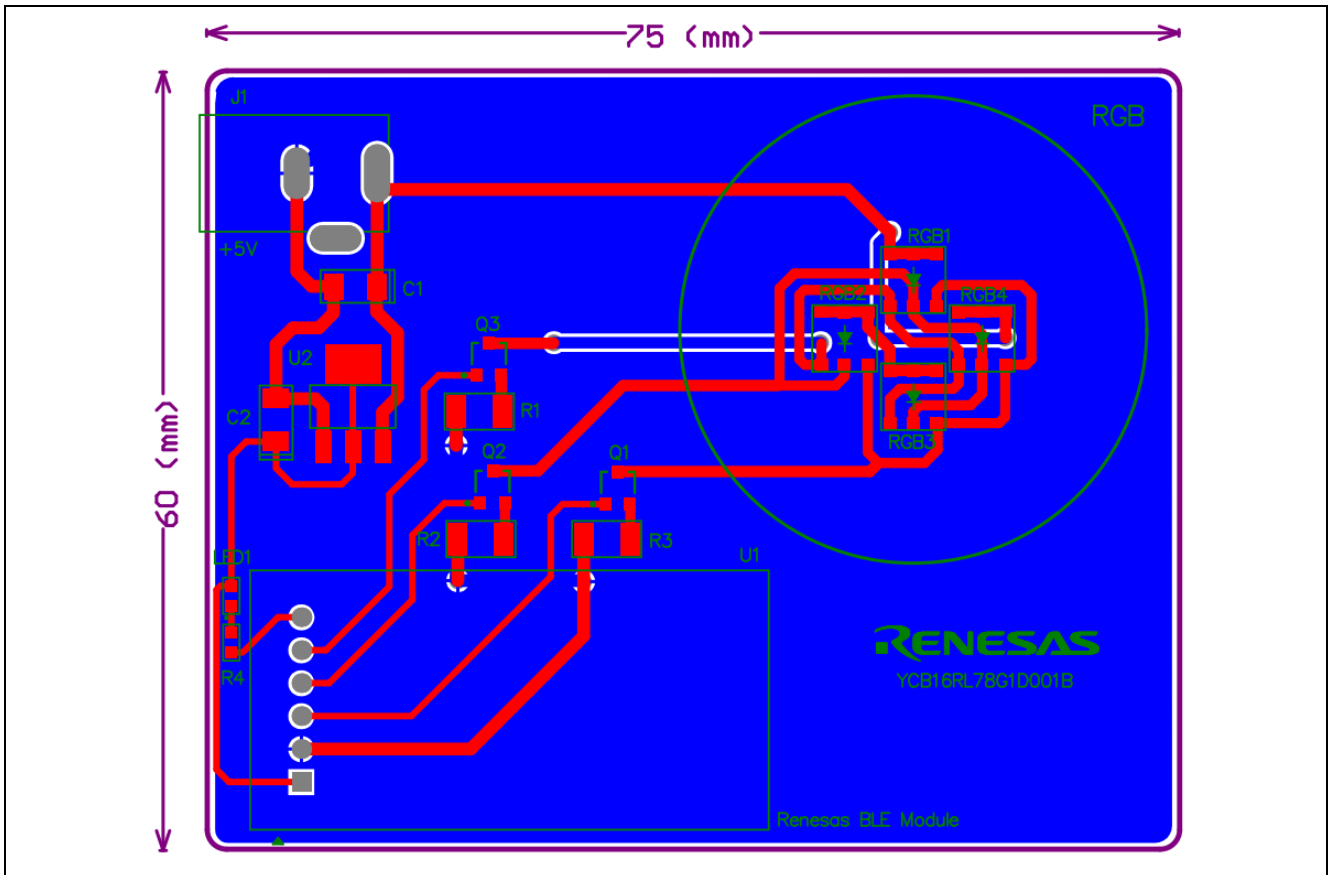 75 (mm)
J1
RGB
+5V
RGB1
C1
RGB2
RGB4
Q3
U2
R1
C2
RGB3
60 (mm)
Q2
Q1
R2
R3
U1
LED1
RENESAS
R4
YCB16RL78G1D001B
Renesas BLE Module